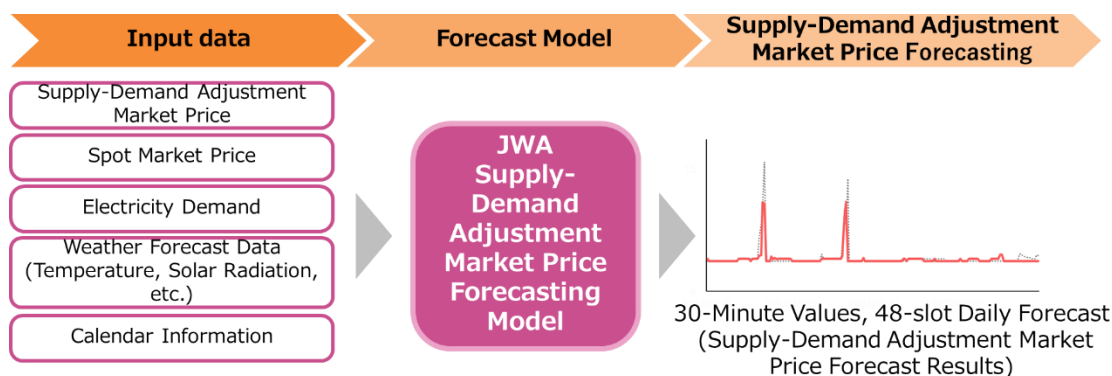 Input data
Forecast Model
Supply-Demand Adjustment
Market Price Forecasting
Supply-Demand Adjustment
Market Price
Spot Market Price
Electricity Demand
Weather Forecast Data
(Temperature, Solar Radiation,
etc.)
Calendar Information
JWA
Supply-
Demand
Adjustment
Market Price
Forecasting
Model
30-Minute Values, 48-slot Daily Forecast
(Supply-Demand Adjustment Market
Price Forecast Results)